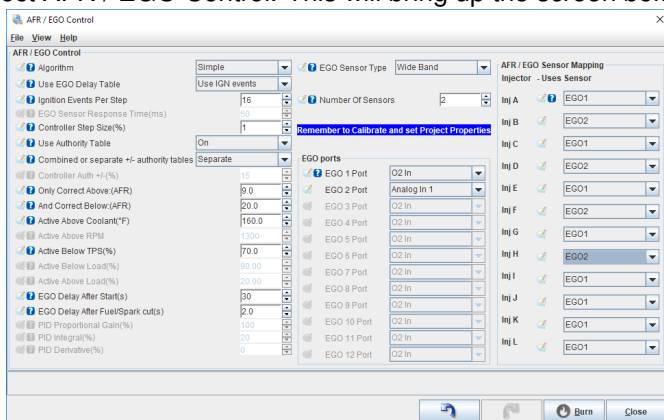 AFR / EGO Control
File View Help
AFR / EGO Control
Algorithm Simple
Use EGO Delay Table Use IGN events
Ignition Events Per Step 16
EGO Sensor Response Time(ms) 50
Controller Step Size(%) 1
Use Authority Table On
Combined or separate +/- authority tables Separate
Controller Auth +/-(%) 15
Only Correct Above:(AFR) 9.0
And Correct Below:(AFR) 20.0
Active Above Coolant(°F) 160.0
Active Above RPM 1300
Active Below TPS(%) 70.0
Active Below Load(%) 90.00
Active Above Load(%) 20.00
EGO Delay After Start(s) 30
EGO Delay After Fuel/Spark cut(s) 2.0
PID Proportional Gain(%) 100
PID Integral(%) 20
PID Derivative(%) 0
EGO Sensor Type Wide Band
Number Of Sensors 2
Remember to Calibrate and set Project Properties
EGO ports
EGO 1 Port O2 In
EGO 2 Port Analog In 1
EGO 3 Port O2 In
EGO 4 Port O2 In
EGO 5 Port O2 In
EGO 6 Port O2 In
EGO 7 Port O2 In
EGO 8 Port O2 In
EGO 9 Port O2 In
EGO 10 Port O2 In
EGO 11 Port O2 In
EGO 12 Port O2 In
AFR / EGO Sensor Mapping
Injector - Uses Sensor
Inj A EGO1
Inj B EGO2
Inj C EGO1
Inj D EGO2
Inj E EGO1
Inj F EGO2
Inj G EGO1
Inj H EGO2
Inj I EGO1
Inj J EGO1
Inj K EGO1
Inj L EGO1
Burn Close